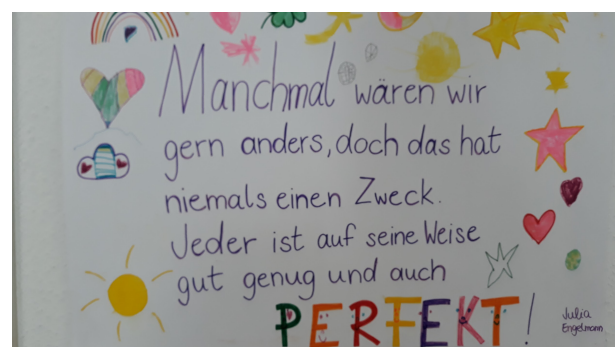 Manchmal wären wir
gern anders, doch das hat
niemals einen Zweck.
Jeder ist auf seine Weise
gut genug und auch
PERFEKT!
Julia
Engelmann